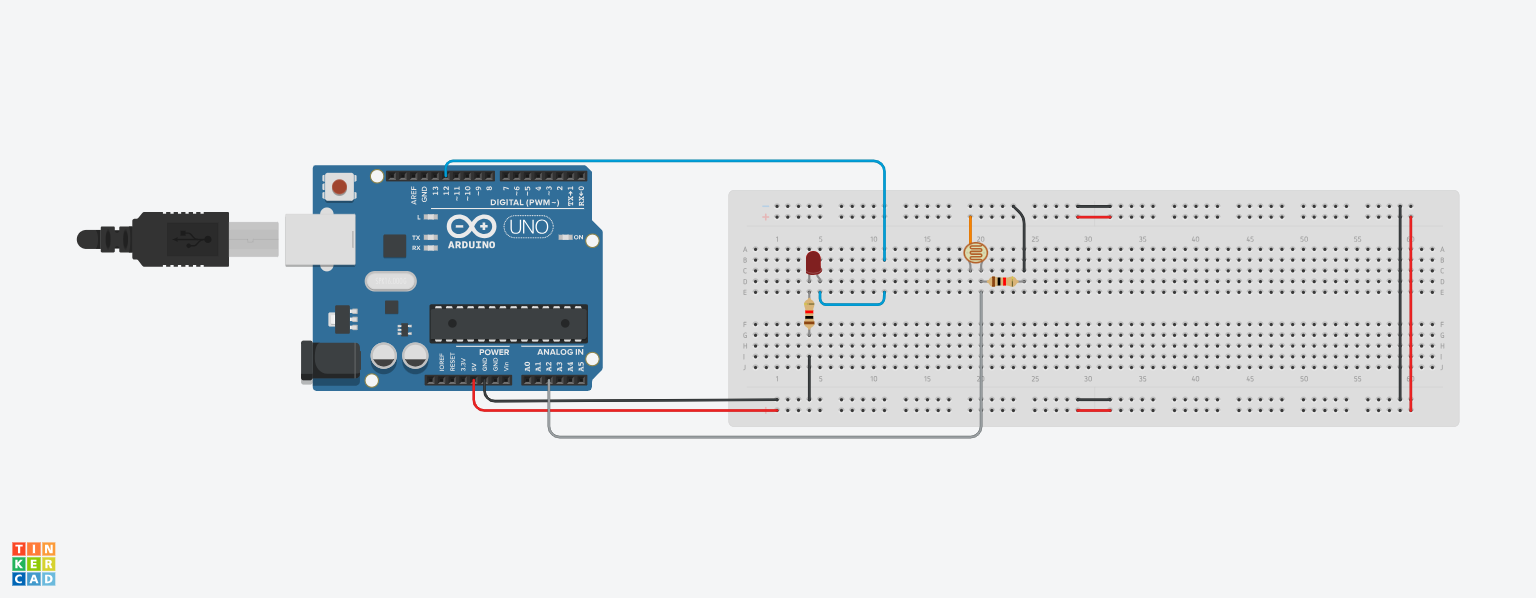 AREF
GND
13
12
~11
~10
~9
8
7
~6
~5
4
~3
2
TX→1
RX←0
DIGITAL (PWM~)
L
TX
RX
UNO
ARDUINO
ON
POWER
ANALOG IN
IOREF
RESET
3.3V
5V
GND
GND
Vin
A0
A1
A2
A3
A4
A5
1 5 10 15 20 25 30 35 40 45 50 55 60
A A
B B
C C
D D
E E
F F
G G
H H
I I
J J
1 5 10 15 20 25 30 35 40 45 50 55 60
TIN
KER
CAD